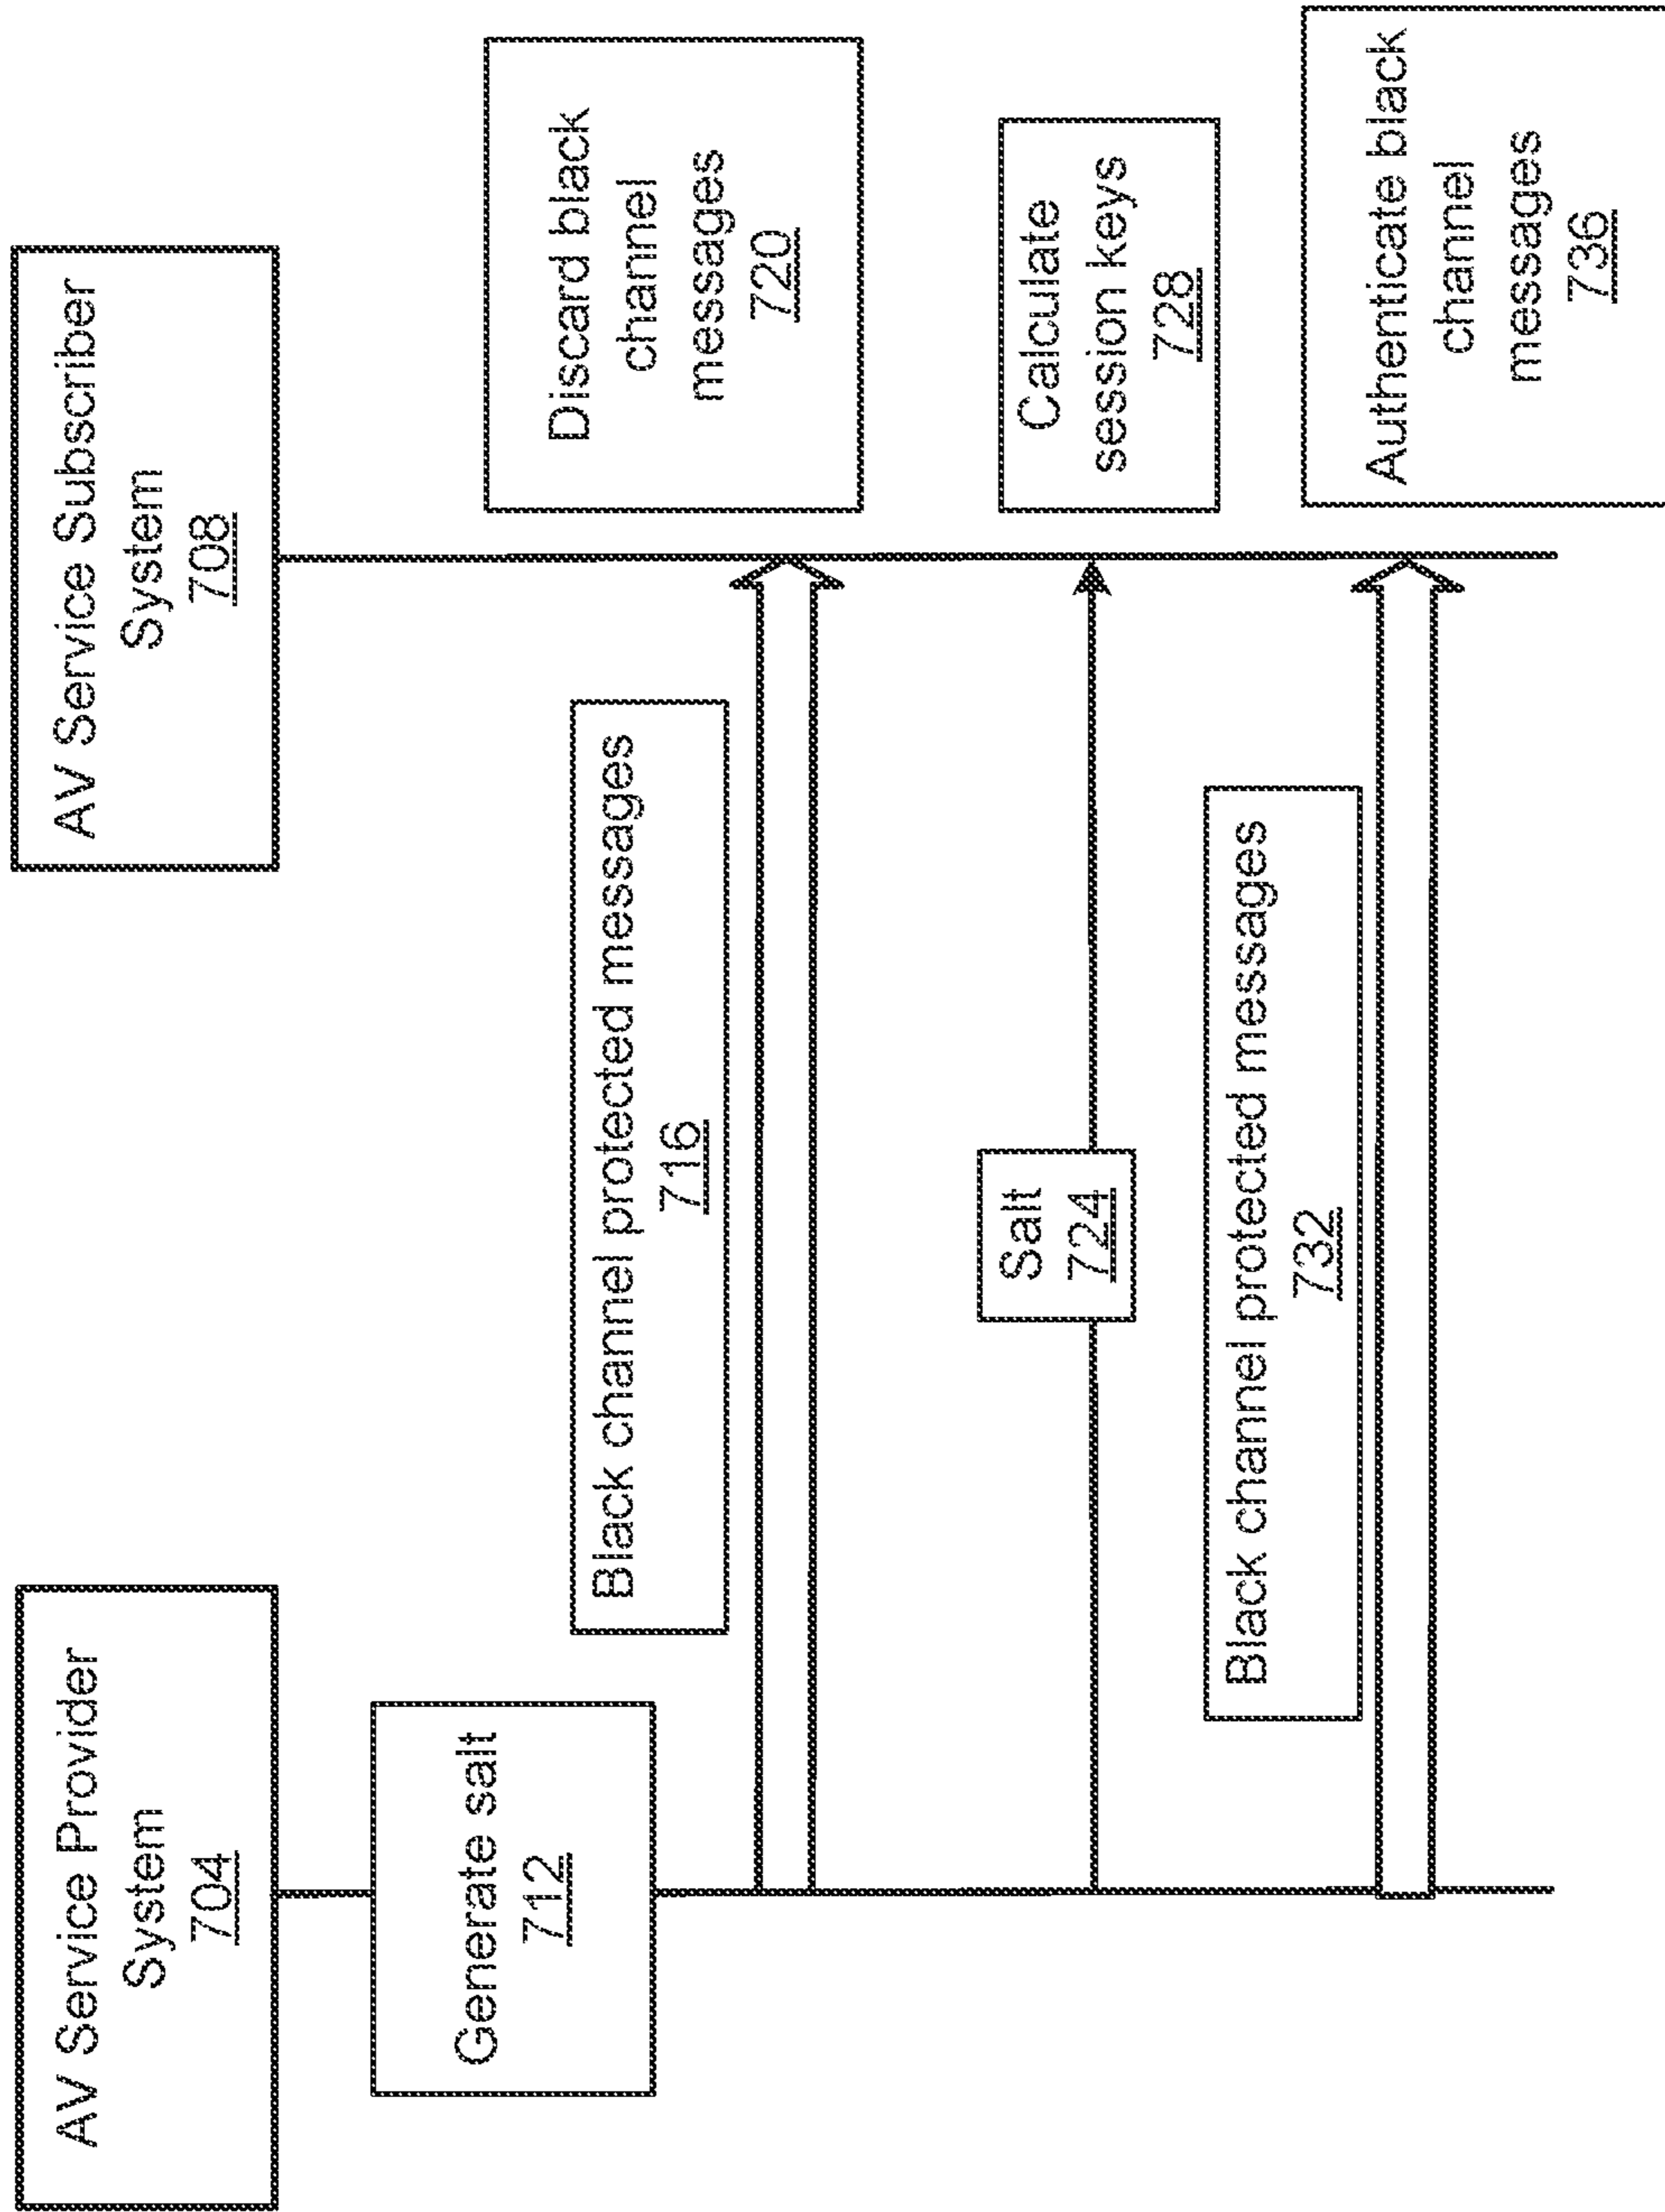 AV Service Provider
System
704
AV Service Subscriber
System
708
Generate salt
712
Black channel protected messages
716
Discard black
channel
messages
720
Salt
724
Calculate
session keys
728
Black channel protected messages
732
Authenticate black
channel
messages
736